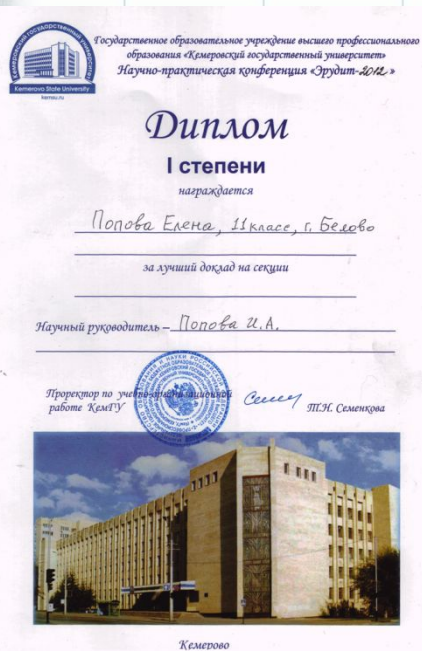 Кемеровский государственный университет
Kemerovo State University
kemsu.ru
Государственное образовательное учреждение высшего профессионального
образования «Кемеровский государственный университет»
Научно-практическая конференция «Эрудит-2012»
Диплом
I степени
награждается
Попова Елена, 11 класс, г. Белово
за лучший доклад на секции
Научный руководитель – Попова И.А.
Проректор по учебно-организационной
работе КемГУ
Т.Н. Семенкова
Кемерово